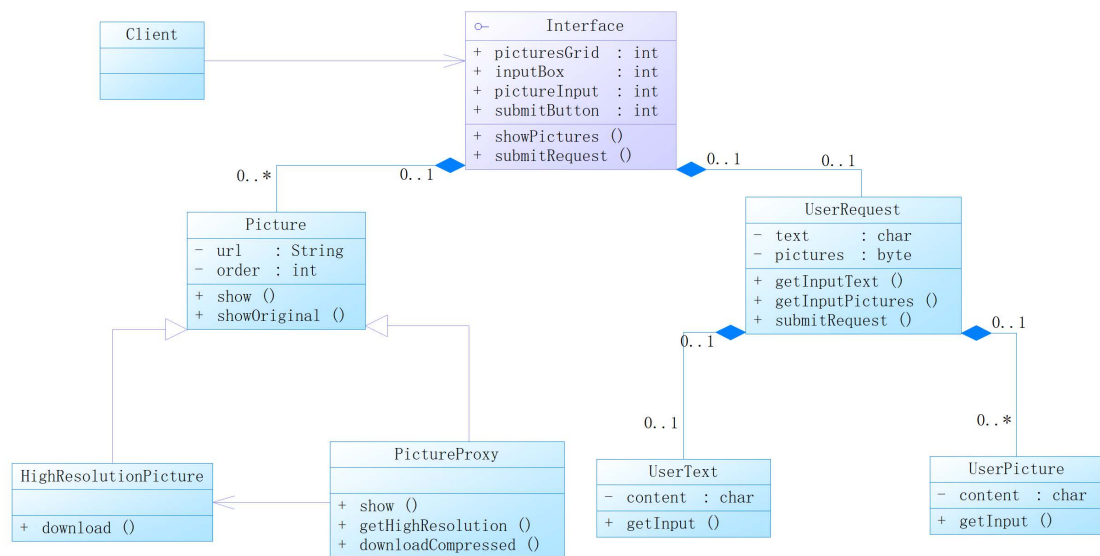 Client
Interface
+ picturesGrid : int
+ inputBox : int
+ pictureInput : int
+ submitButton : int
+ showPictures ()
+ submitRequest ()
0..*
0..1
0..1
0..1
Picture
- url : String
- order : int
+ show ()
+ showOriginal ()
UserRequest
- text : char
- pictures : byte
+ getInputText ()
+ getInputPictures ()
+ submitRequest ()
0..1
0..1
0..1
0..*
HighResolutionPicture
+ download ()
PictureProxy
+ show ()
+ getHighResolution ()
+ downloadCompressed ()
UserText
- content : char
+ getInput ()
UserPicture
- content : char
+ getInput ()